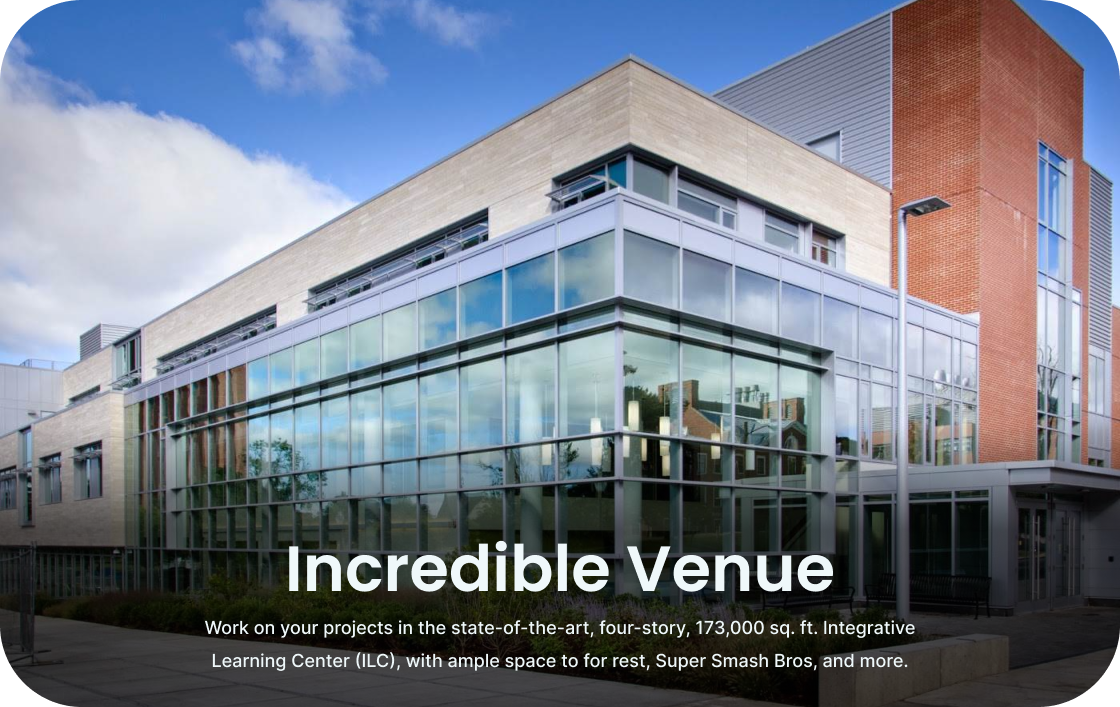 Incredible Venue
Work on your projects in the state-of-the-art, four-story, 173,000 sq. ft. Integrative
Learning Center (ILC), with ample space to for rest, Super Smash Bros, and more.